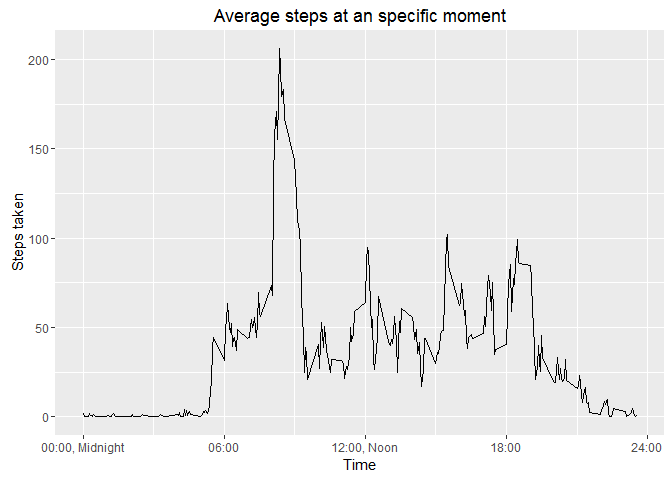 Average steps at an specific moment
200
150
100
50
0
Steps taken
00:00, Midnight
06:00
12:00, Noon
18:00
24:00
Time